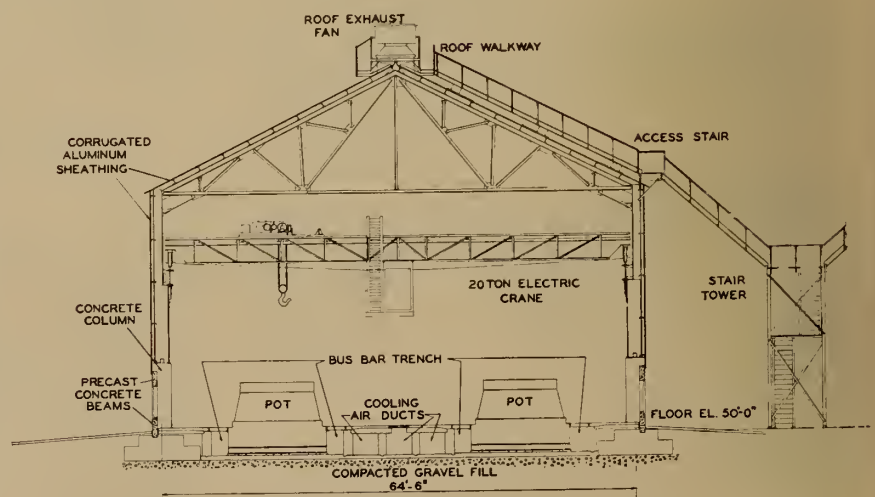 ROOF EXHAUST
FAN
ROOF WALKWAY
CORRUGATED
ALUMINUM
SHEATHING
ACCESS STAIR
20 TON ELECTRIC
CRANE
STAIR
TOWER
CONCRETE
COLUMN
BUS BAR TRENCH
PRECAST
CONCRETE
BEAMS
POT
COOLING
AIR DUCTS
POT
FLOOR EL. 50'-0"
COMPACTED GRAVEL FILL
64'-6"